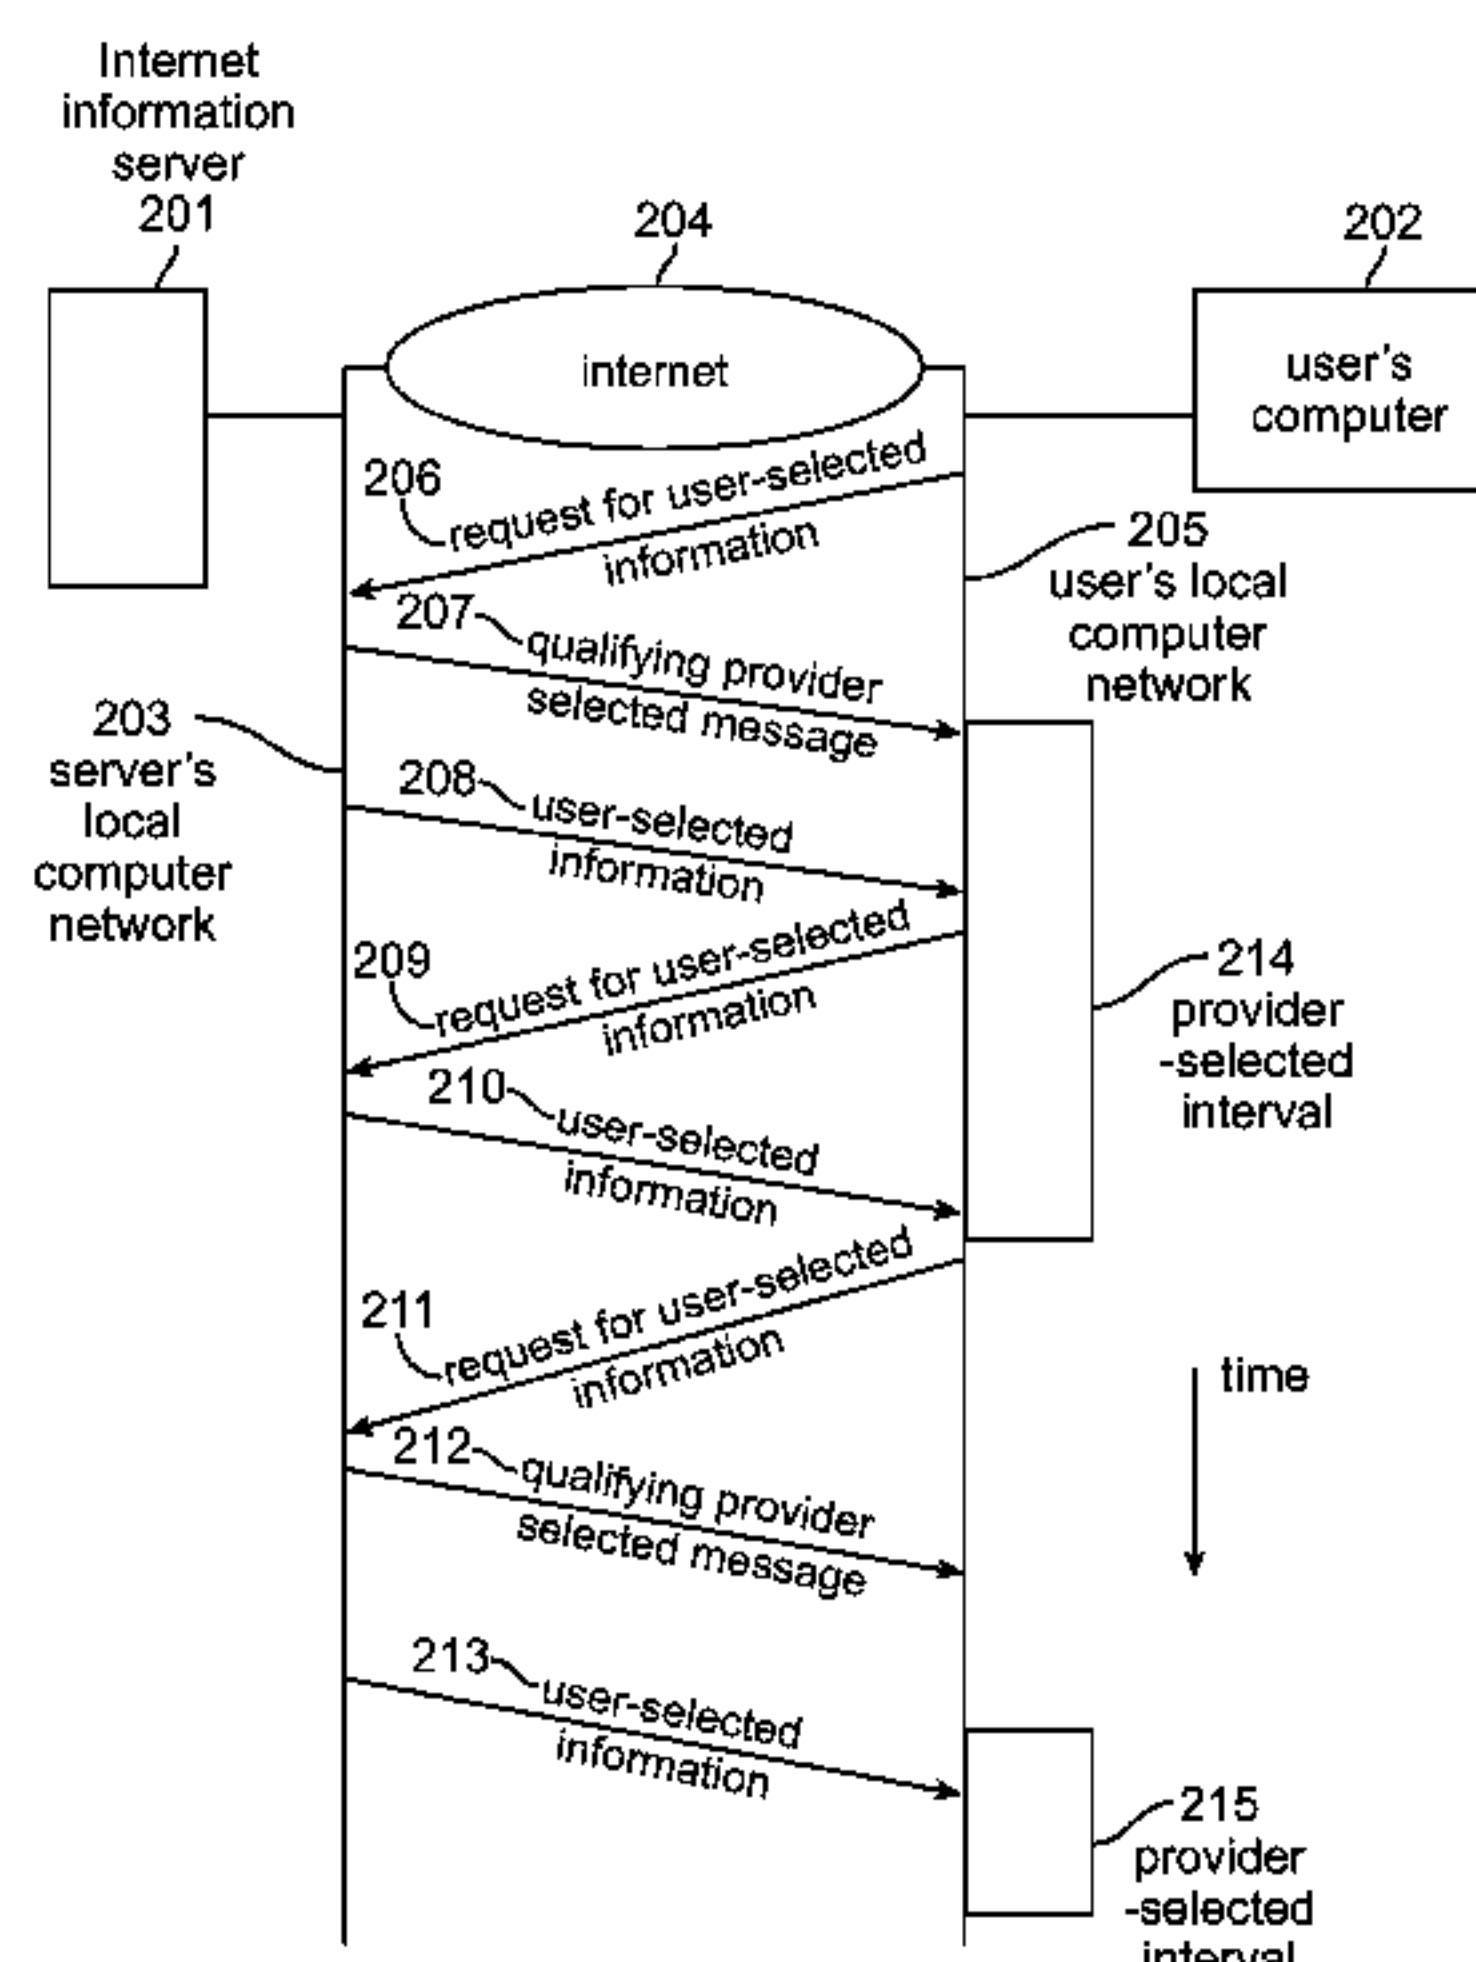 Internet
information
server
201
204
202
internet
user's
computer
206
request for user-selected
information
205
user's local
computer
network
207
qualifying provider
selected message
203
server's
local
computer
network
208
user-selected
information
209
request for user-selected
information
214
provider
-selected
interval
210
user-selected
information
211
request for user-selected
information
time
212
qualifying provider
selected message
213
user-selected
information
215
provider
-selected
interval